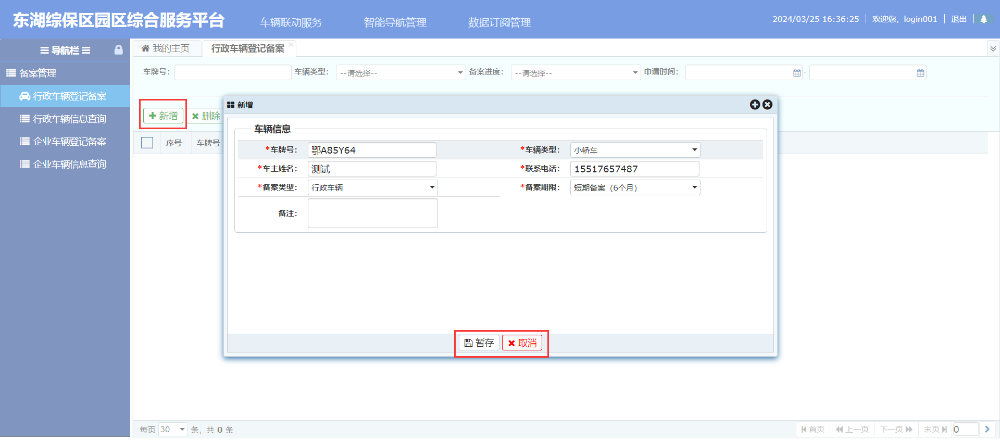 东湖综保区园区综合服务平台
车辆联动服务 智能导航管理 数据订阅管理
2024/03/25 16:36:25 欢迎您，login001 退出
导航栏
备案管理
行政车辆登记备案
行政车辆信息查询
企业车辆登记备案
企业车辆信息查询
我的主页 行政车辆登记备案
车牌号： 车辆类型： --请选择-- 备案进度： --请选择-- 申请时间： -
新增 删除
序号 车牌号
新增
车辆信息
*车牌号： 鄂A85Y64 *车辆类型： 小轿车
*车主姓名： 测试 *联系电话： 15517657487
*备案类型： 行政车辆 *备案期限： 短期备案（6个月）
备注：
暂存 取消
每页 30 条，共 0 条
首页 上一页 下一页 末页 0